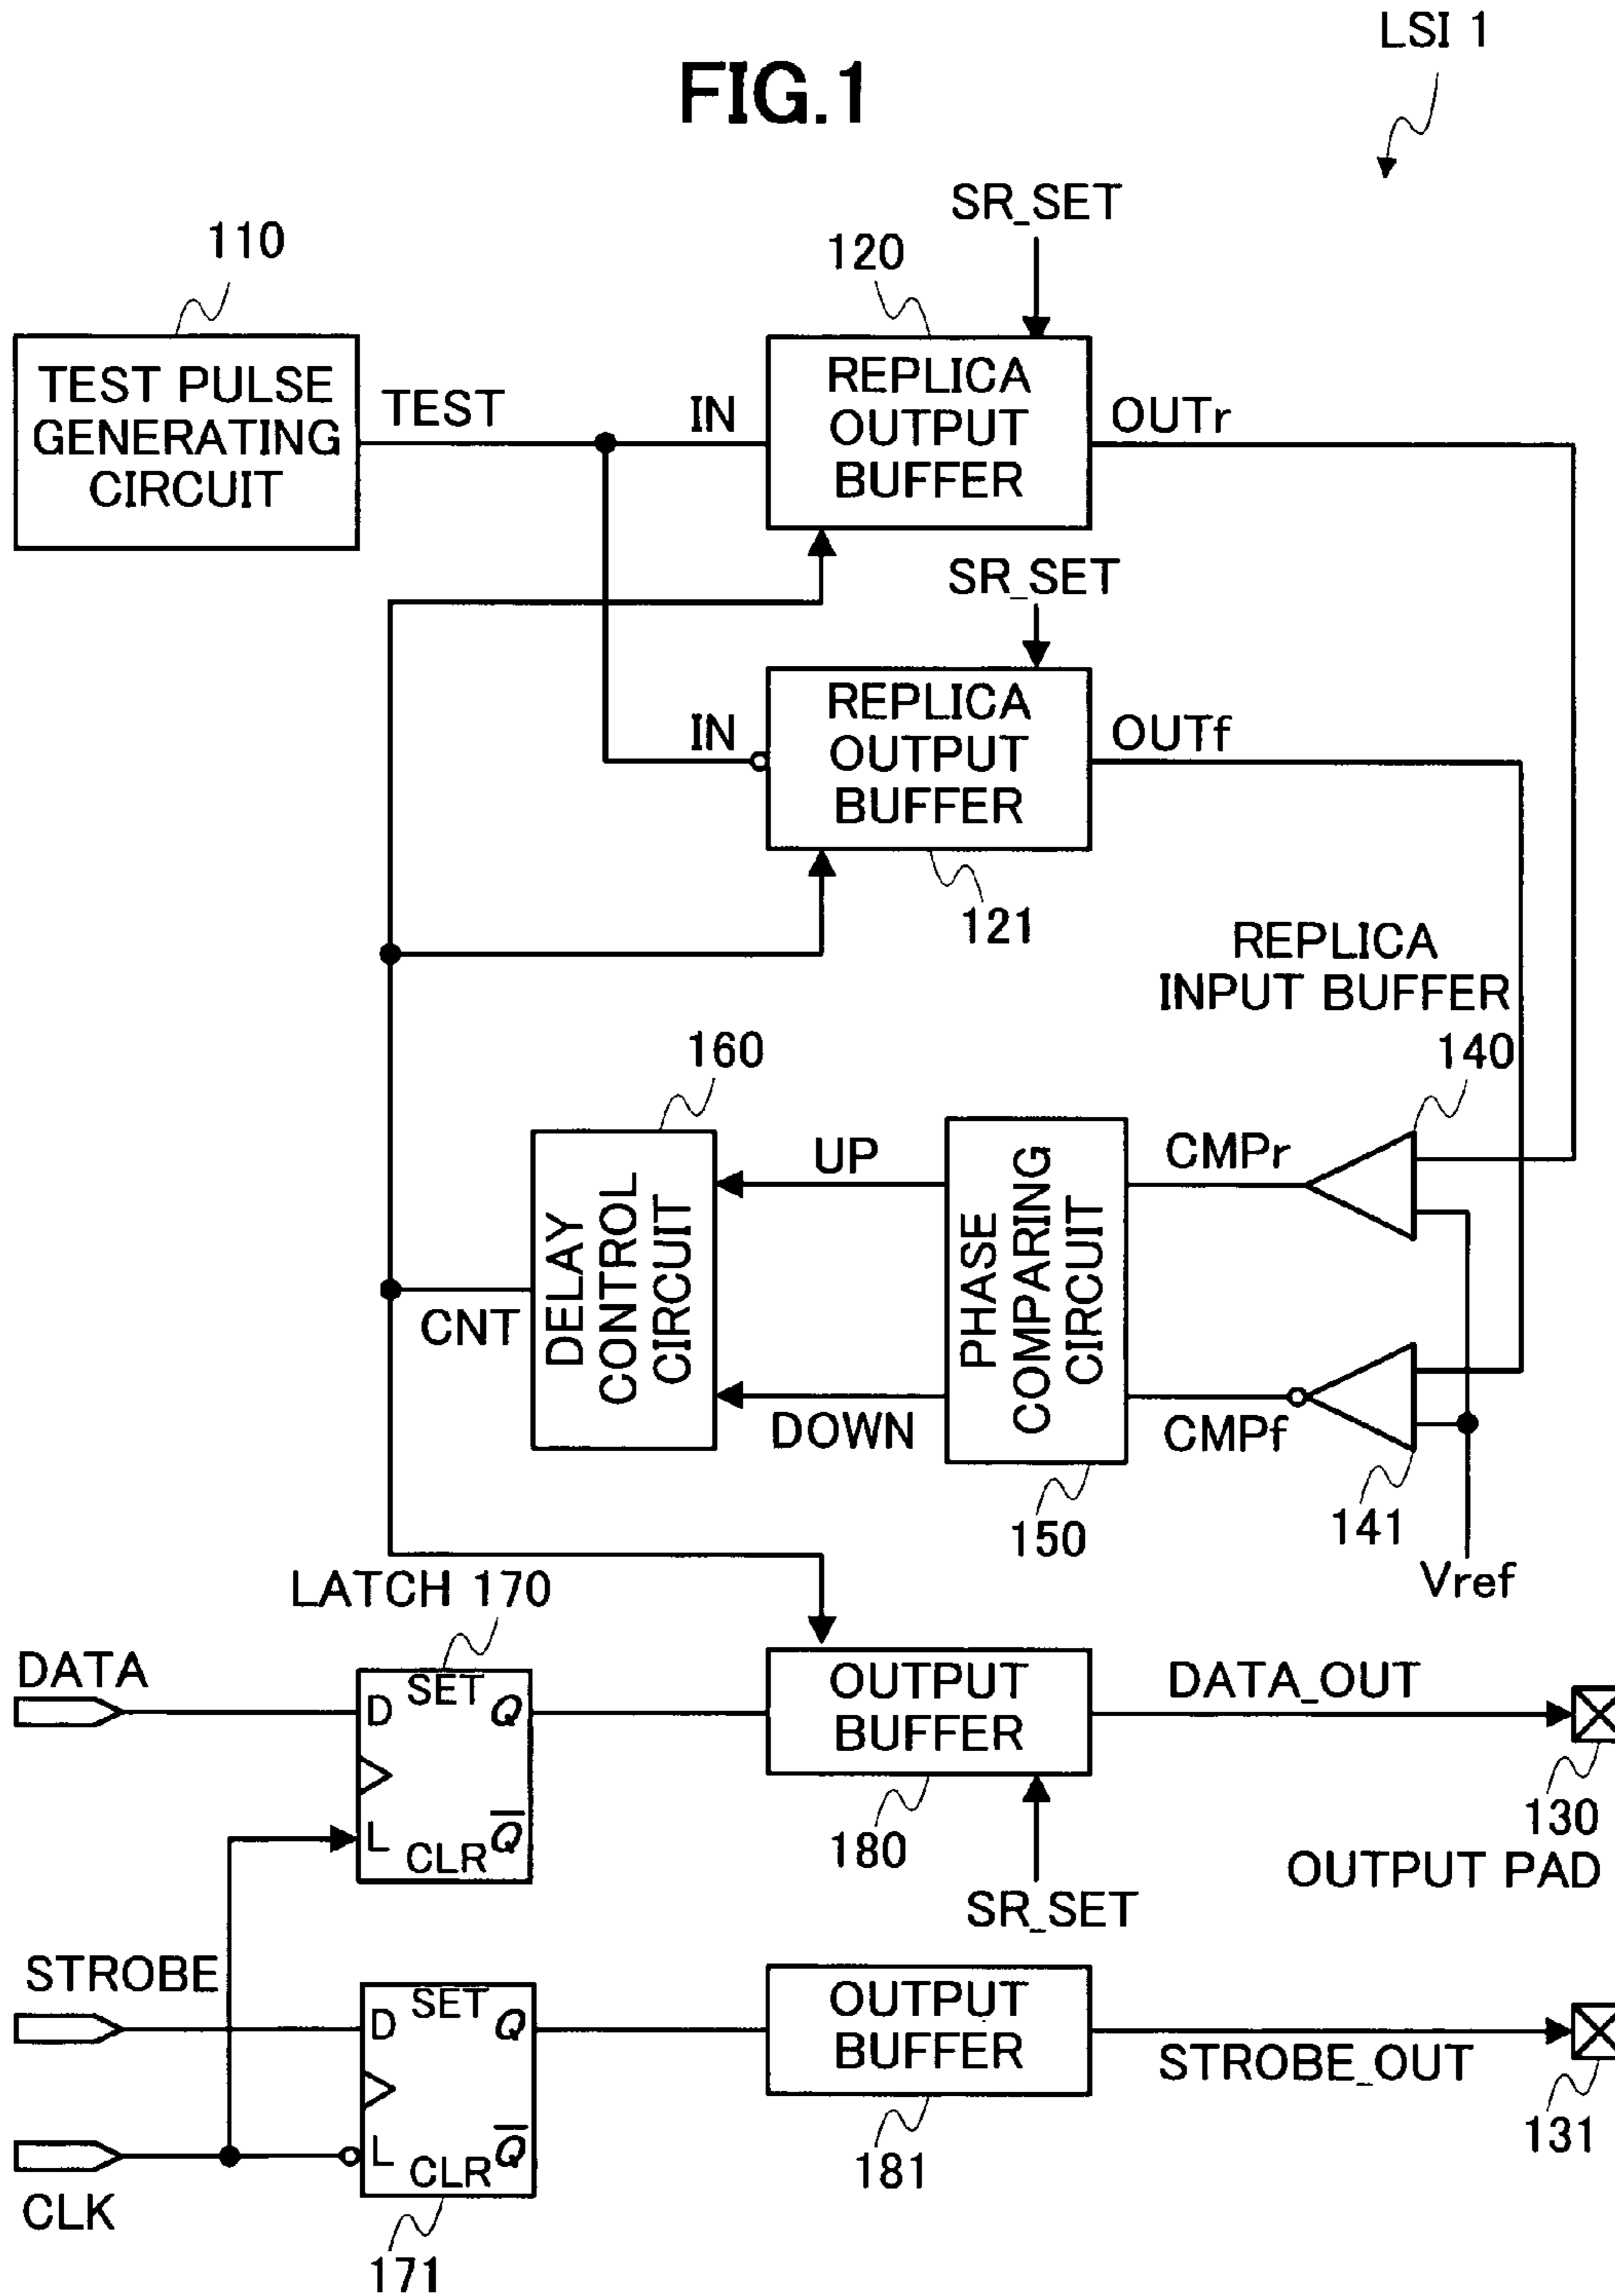 LSI 1
FIG.1
SR_SET
110
120
TEST PULSE
GENERATING
CIRCUIT
TEST
IN
REPLICA
OUTPUT
BUFFER
OUTr
SR_SET
IN
REPLICA
OUTPUT
BUFFER
OUTf
121
REPLICA
INPUT BUFFER
140
160
UP
CMPr
DELAY
CONTROL
CIRCUIT
PHASE
COMPARING
CIRCUIT
CNT
DOWN
CMPf
150
141
Vref
LATCH 170
DATA
D
SET
Q
L
CLR
Q̅
OUTPUT
BUFFER
DATA_OUT
180
130
OUTPUT PAD
SR_SET
STROBE
D
SET
Q
L
CLR
Q̅
OUTPUT
BUFFER
STROBE_OUT
181
131
CLK
171